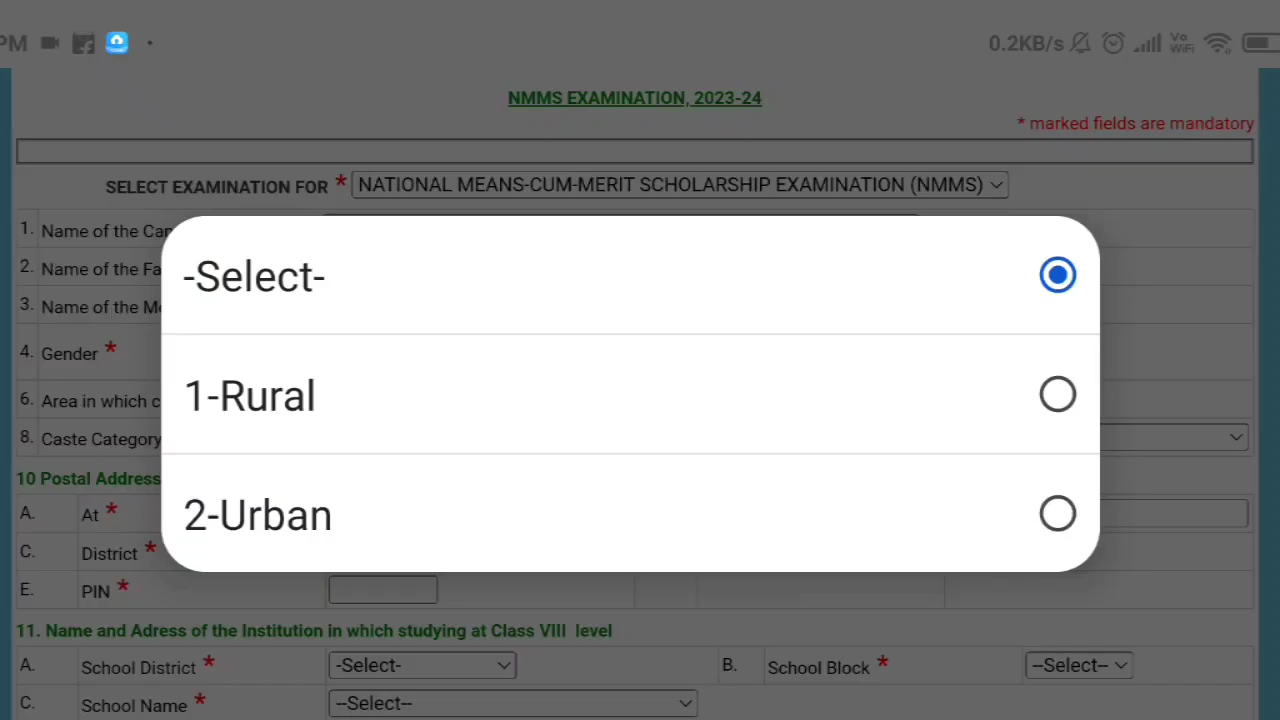 PM
0.2KB/s
Vo
WiFi
NMMS EXAMINATION, 2023-24
* marked fields are mandatory
SELECT EXAMINATION FOR * NATIONAL MEANS-CUM-MERIT SCHOLARSHIP EXAMINATION (NMMS)
1. Name of the
2. Name of the
3. Name of the
4. Gender *
6. Area in which
8. Caste Category
-Select-
1-Rural
2-Urban
10 Postal Address
A. At *
C. District *
E. PIN *
11. Name and Adress of the Institution in which studying at Class VIII level
A. School District * -Select- B. School Block * --Select--
C. School Name * --Select--